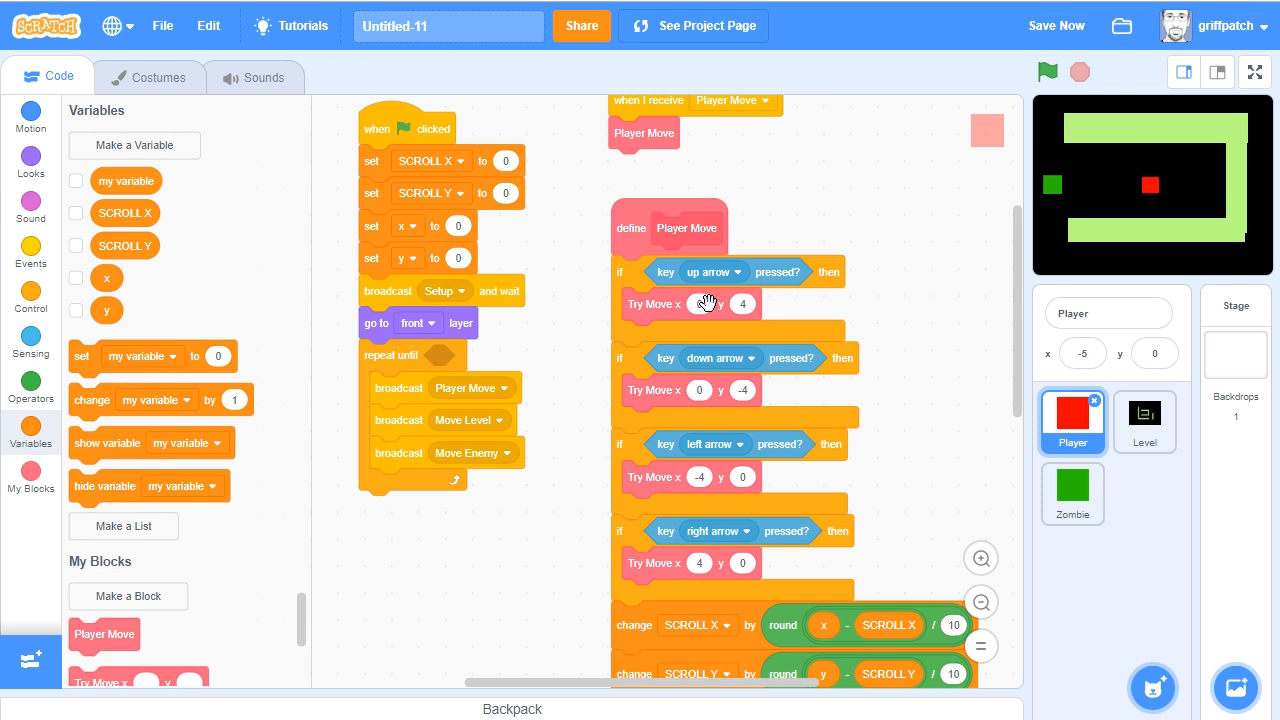 SCRATCH File Edit Tutorials Untitled-11 Share See Project Page Save Now griffpatch
Code Costumes Sounds
Motion
Looks
Sound
Events
Control
Sensing
Operators
Variables
My Blocks
Variables
Make a Variable
my variable
SCROLL X
SCROLL Y
x
y
set my variable to 0
change my variable by 1
show variable my variable
hide variable my variable
Make a List
My Blocks
Make a Block
Player Move
Try Move x y
when clicked
set SCROLL X to 0
set SCROLL Y to 0
set x to 0
set y to 0
broadcast Setup and wait
go to front layer
repeat until
broadcast Player Move
broadcast Move Level
broadcast Move Enemy
when I receive Player Move
Player Move
define Player Move
if key up arrow pressed? then
Try Move x y 4
if key down arrow pressed? then
Try Move x 0 y -4
if key left arrow pressed? then
Try Move x -4 y 0
if key right arrow pressed? then
Try Move x 4 y 0
change SCROLL X by round x - SCROLL X / 10
change SCROLL Y by round y - SCROLL Y / 10
Player
x -5 y 0
Player
Level
Zombie
Stage
Backdrops
1
Backpack